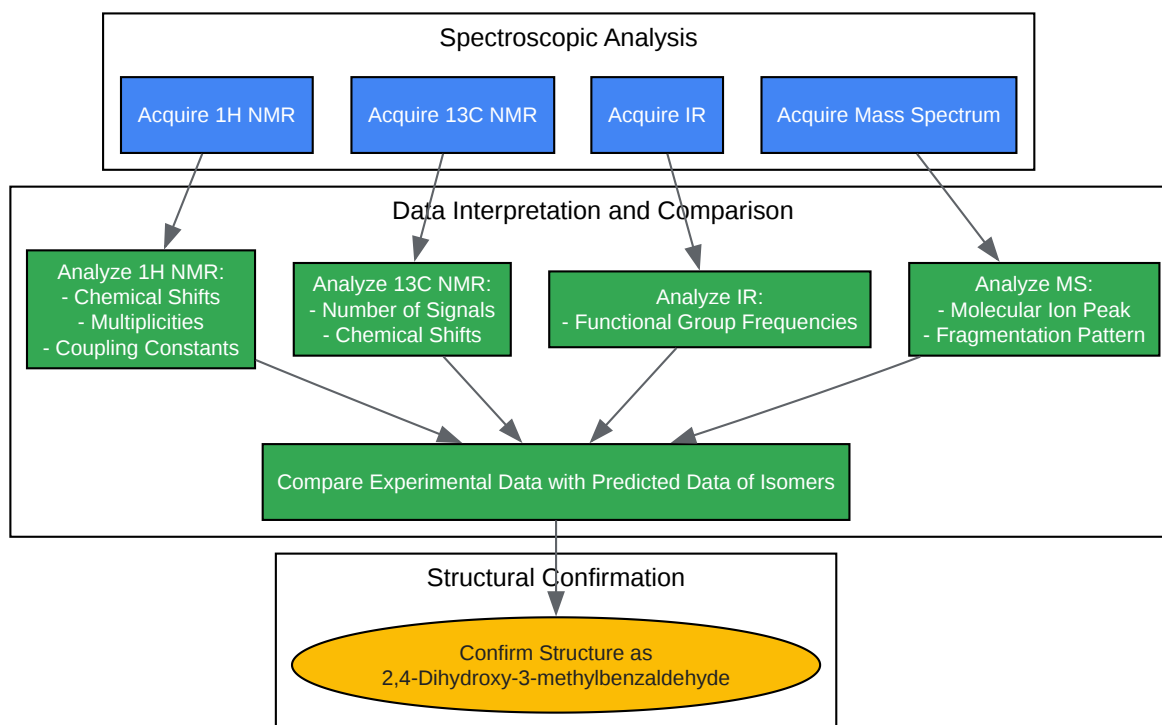 Spectroscopic Analysis
Acquire 1H NMR
Acquire 13C NMR
Acquire IR
Acquire Mass Spectrum
Data Interpretation and Comparison
Analyze 1H NMR:
- Chemical Shifts
- Multiplicities
- Coupling Constants
Analyze 13C NMR:
- Number of Signals
- Chemical Shifts
Analyze IR:
- Functional Group Frequencies
Analyze MS:
- Molecular Ion Peak
- Fragmentation Pattern
Compare Experimental Data with Predicted Data of Isomers
Structural Confirmation
Confirm Structure as
2,4-Dihydroxy-3-methylbenzaldehyde